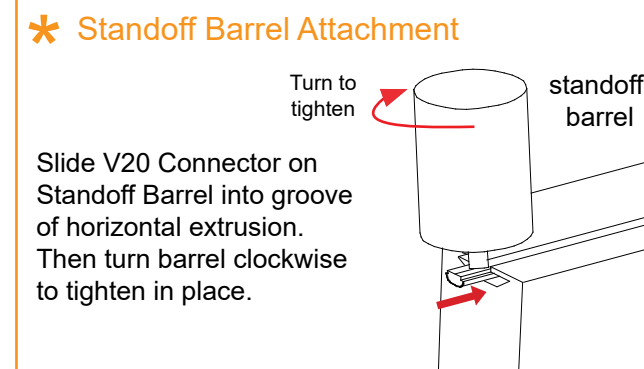 * Standoff Barrel Attachment
Turn to
tighten
standoff
barrel
Slide V20 Connector on
Standoff Barrel into groove
of horizontal extrusion.
Then turn barrel clockwise
to tighten in place.